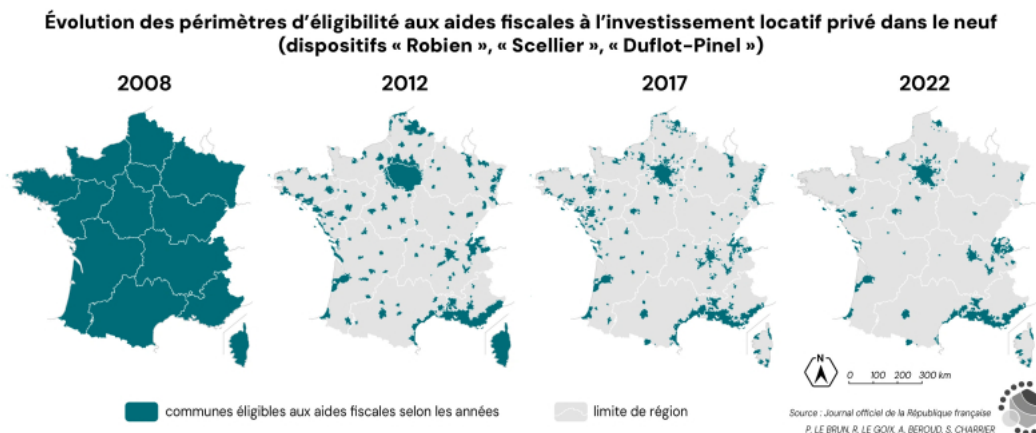 Évolution des périmètres d’éligibilité aux aides fiscales à l’investissement locatif privé dans le neuf
(dispositifs « Robien », « Scellier », « Duflot-Pinel »)
2008
2012
2017
2022
N
0 100 200 300 km
communes éligibles aux aides fiscales selon les années
limite de région
Source : Journal officiel de la République française
P. LE BRUN, R. LE GOIX, A. BEROUD, S. CHARRIER